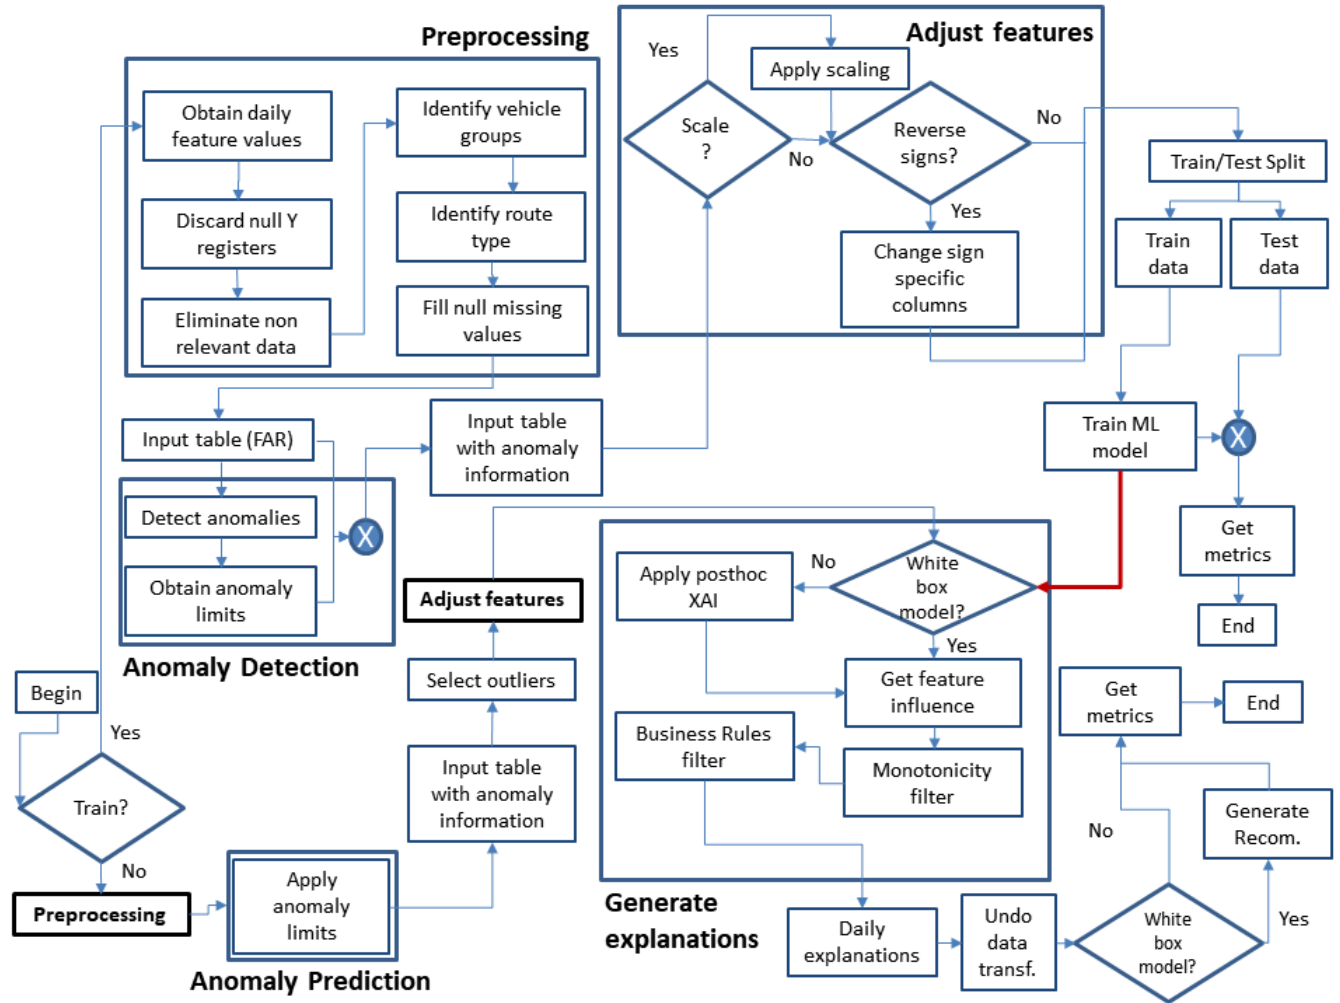 Preprocessing
Obtain daily
feature values
Discard null Y
registers
Eliminate non
relevant data
Identify vehicle
groups
Identify route
type
Fill null missing
values
Adjust features
Yes
Apply scaling
Scale
?
No
Reverse
signs?
No
Yes
Change sign
specific
columns
Train/Test Split
Train
data
Test
data
Train ML
model
X
Get
metrics
End
Input table (FAR)
Detect anomalies
Obtain anomaly
limits
X
Anomaly Detection
Input table
with anomaly
information
Begin
Yes
Train?
No
Preprocessing
Apply
anomaly
limits
Anomaly Prediction
Input table
with anomaly
information
Select outliers
Adjust features
White
box
model?
No
Apply posthoc
XAI
Yes
Get feature
influence
Monotonicity
filter
Business Rules
filter
Generate
explanations
Daily
explanations
Undo
data
transf.
White
box
model?
No
Yes
Generate
Recom.
Get
metrics
End